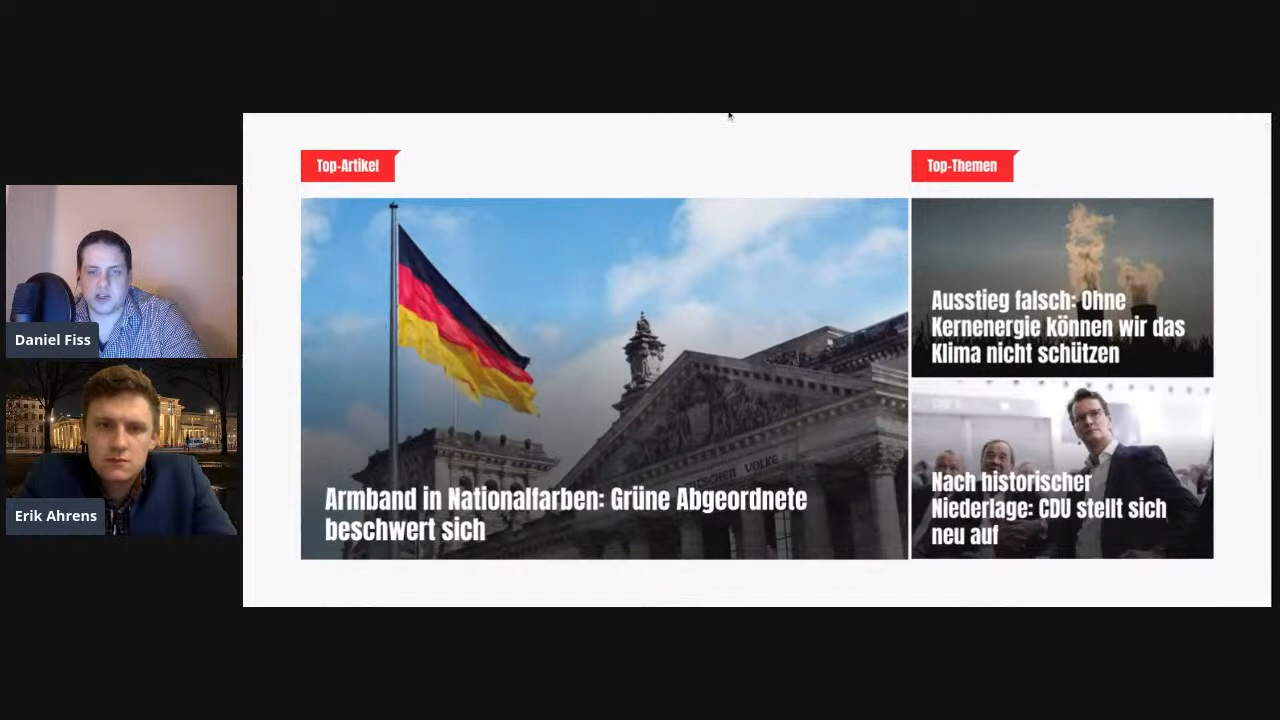 Top-Artikel
Top-Themen
Armband in Nationalfarben: Grüne Abgeordnete
beschwert sich
Ausstieg falsch: Ohne
Kernenergie können wir das
Klima nicht schützen
Nach historischer
Niederlage: CDU stellt sich
neu auf
Daniel Fiss
Erik Ahrens